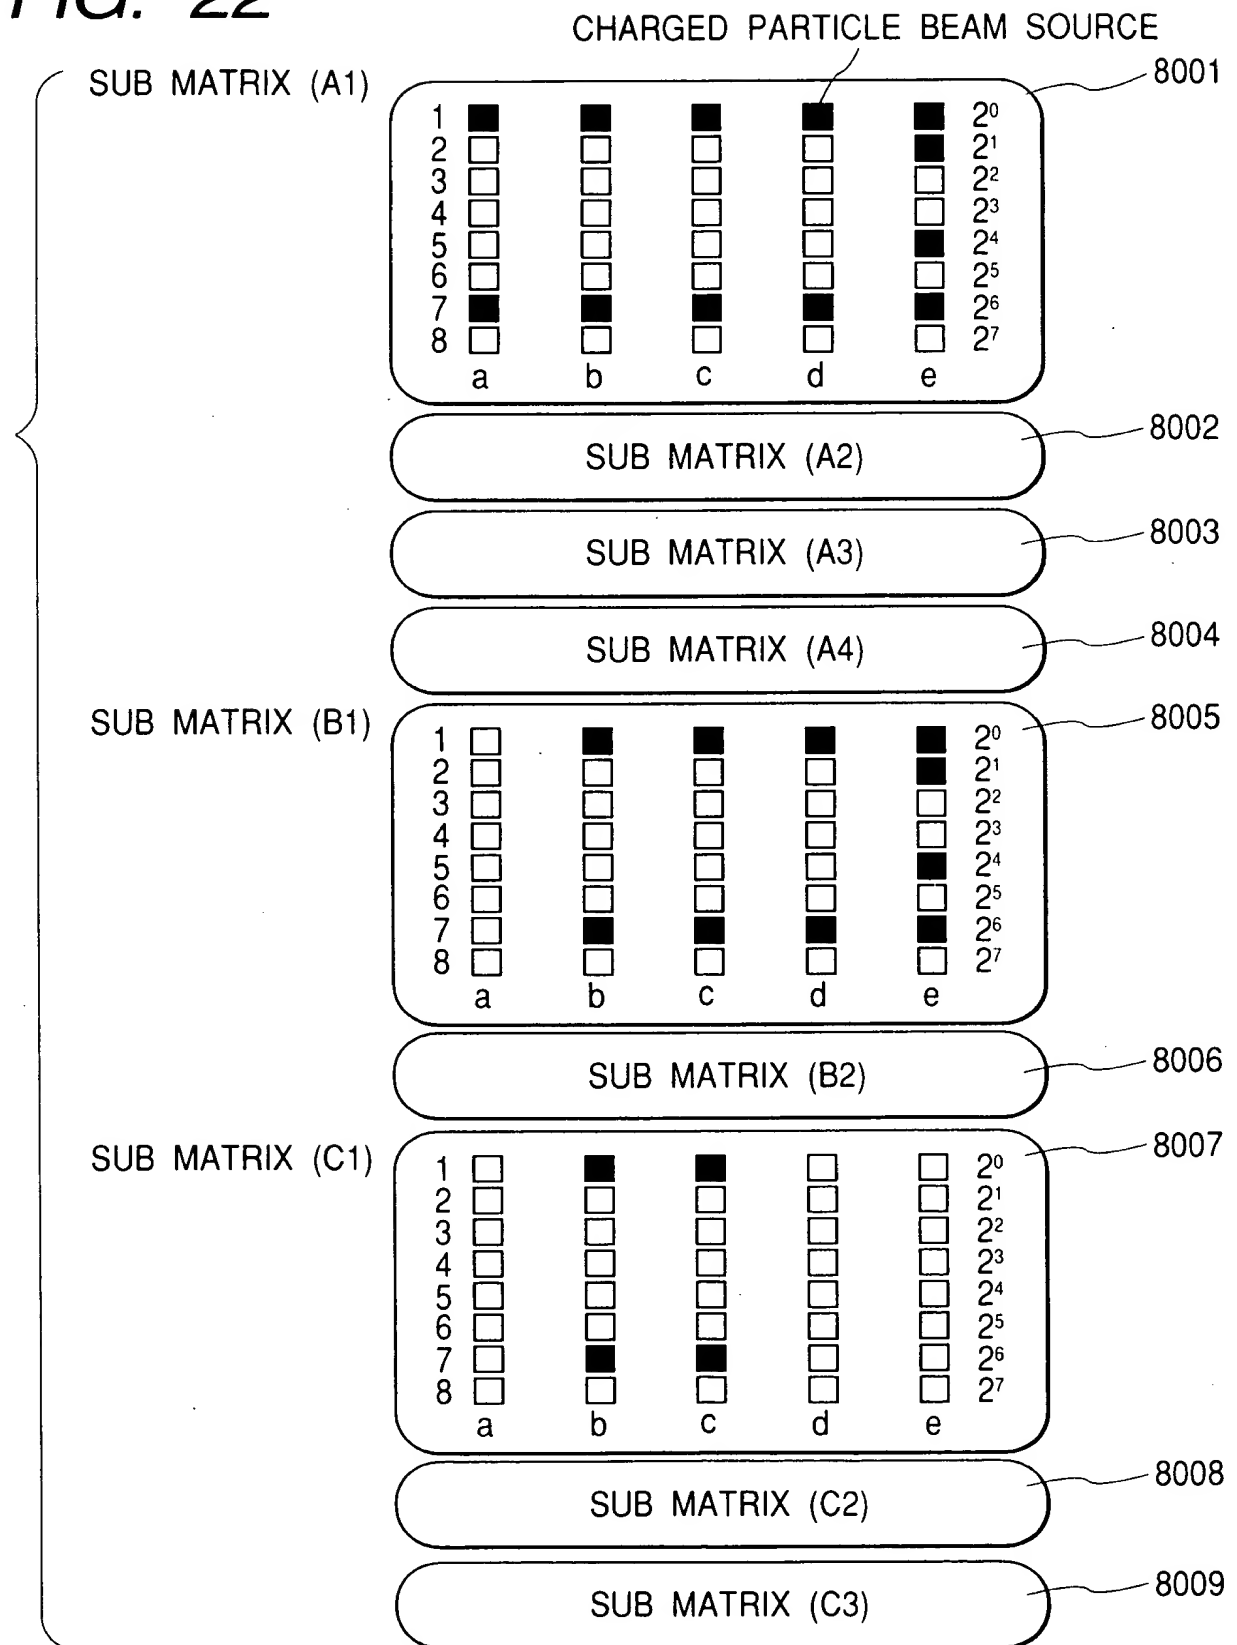 FIG. 22
CHARGED PARTICLE BEAM SOURCE
SUB MATRIX (A1)
8001
1 2⁰
2 2¹
3 2²
4 2³
5 2⁴
6 2⁵
7 2⁶
8 2⁷
a b c d e
8002
SUB MATRIX (A2)
8003
SUB MATRIX (A3)
8004
SUB MATRIX (A4)
SUB MATRIX (B1)
8005
1 2⁰
2 2¹
3 2²
4 2³
5 2⁴
6 2⁵
7 2⁶
8 2⁷
a b c d e
8006
SUB MATRIX (B2)
SUB MATRIX (C1)
8007
1 2⁰
2 2¹
3 2²
4 2³
5 2⁴
6 2⁵
7 2⁶
8 2⁷
a b c d e
8008
SUB MATRIX (C2)
8009
SUB MATRIX (C3)